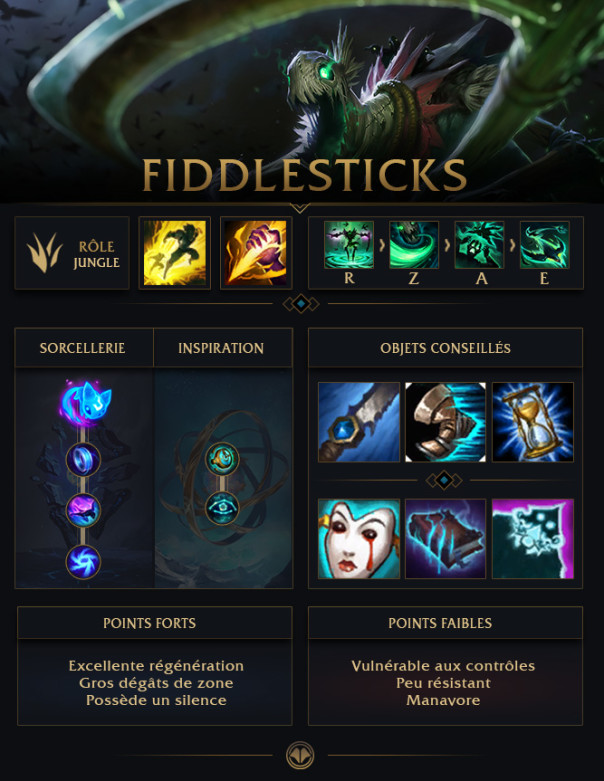 FIDDLESTICKS
RÔLE
JUNGLE
R Z A E
SORCELLERIE
INSPIRATION
OBJETS CONSEILLÉS
POINTS FORTS
Excellente régénération
Gros dégâts de zone
Possède un silence
POINTS FAIBLES
Vulnérable aux contrôles
Peu résistant
Manavore